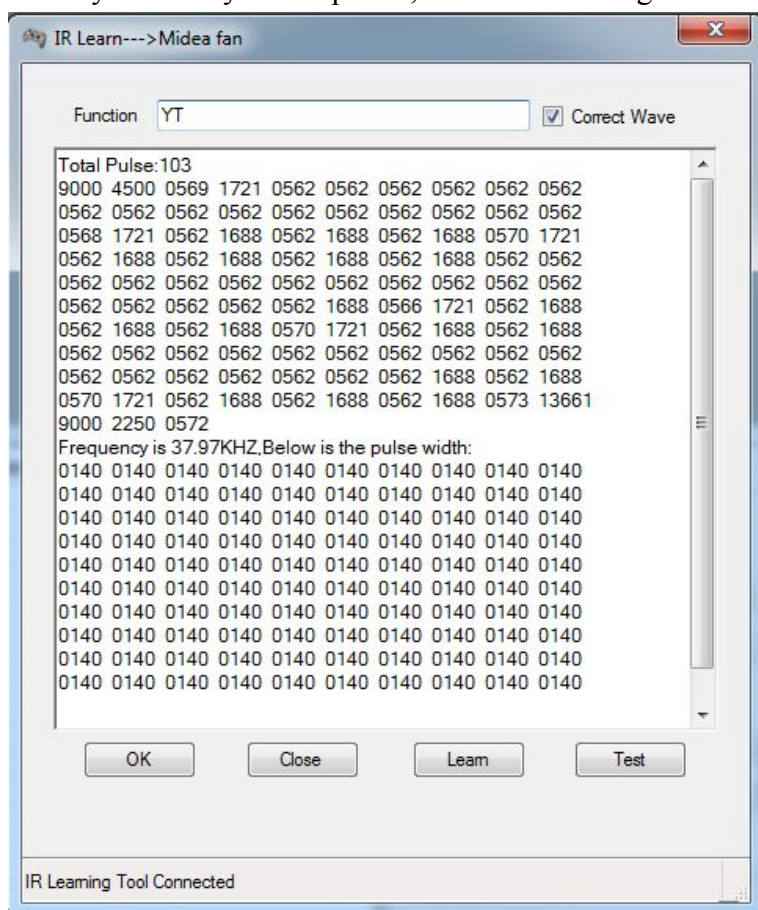 IR Learn--->Midea fan
Function YT Correct Wave
Total Pulse:103
9000 4500 0569 1721 0562 0562 0562 0562 0562 0562
0562 0562 0562 0562 0562 0562 0562 0562 0562 0562
0568 1721 0562 1688 0562 1688 0562 1688 0570 1721
0562 1688 0562 1688 0562 1688 0562 1688 0562 0562
0562 0562 0562 0562 0562 0562 0562 0562 0562 0562
0562 0562 0562 0562 0562 1688 0566 1721 0562 1688
0562 1688 0562 1688 0570 1721 0562 1688 0562 1688
0562 0562 0562 0562 0562 0562 0562 0562 0562 0562
0562 0562 0562 0562 0562 0562 0562 1688 0562 1688
0570 1721 0562 1688 0562 1688 0562 1688 0573 13661
9000 2250 0572
Frequency is 37.97KHZ,Below is the pulse width:
0140 0140 0140 0140 0140 0140 0140 0140 0140 0140
0140 0140 0140 0140 0140 0140 0140 0140 0140 0140
0140 0140 0140 0140 0140 0140 0140 0140 0140 0140
0140 0140 0140 0140 0140 0140 0140 0140 0140 0140
0140 0140 0140 0140 0140 0140 0140 0140 0140 0140
0140 0140 0140 0140 0140 0140 0140 0140 0140 0140
0140 0140 0140 0140 0140 0140 0140 0140 0140 0140
0140 0140 0140 0140 0140 0140 0140 0140 0140 0140
0140 0140 0140 0140 0140 0140 0140 0140 0140 0140
0140 0140 0140 0140 0140 0140 0140 0140 0140 0140
OK Close Learn Test
IR Learning Tool Connected